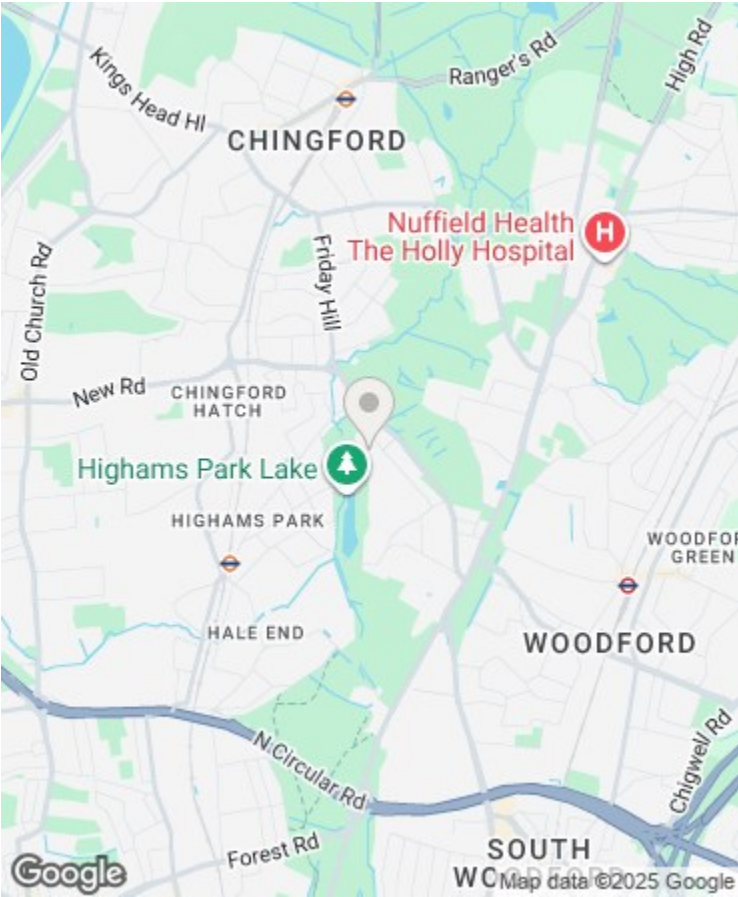 Kings Head Hl
Ranger's Rd
High Rd
CHINGFORD
Nuffield Health
The Holly Hospital
H
Friday Hill
Old Church Rd
New Rd
CHINGFORD
HATCH
Highams Park Lake
HIGHAMS PARK
WOODFOR
GREEN
HALE END
WOODFORD
N Circular Rd
Chigwell Rd
Forest Rd
SOUTH
Google
Map data ©2025 Google